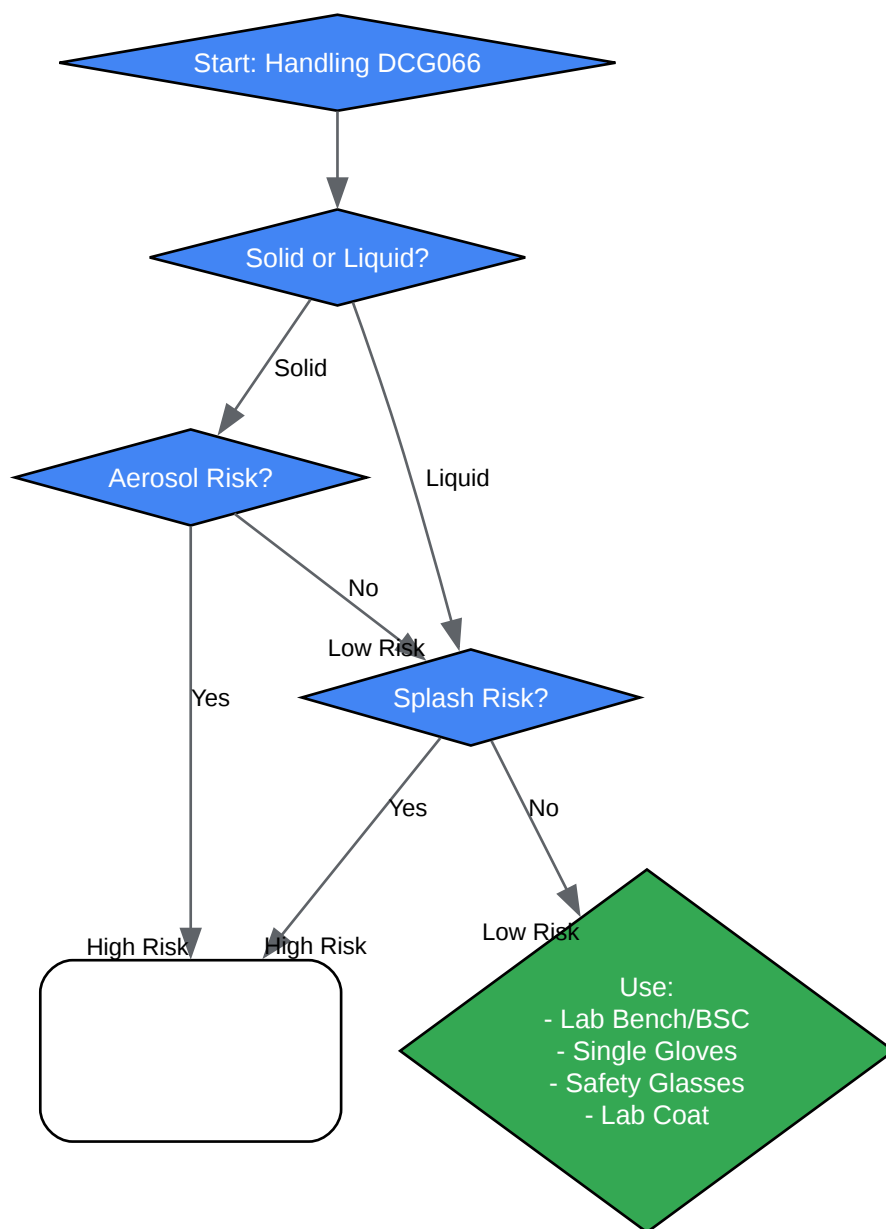 Start: Handling DCG066
Solid or Liquid?
Solid
Aerosol Risk?
Liquid
No
Low Risk
Splash Risk?
Yes
Yes
No
High Risk
High Risk
Low Risk
Use:
- Lab Bench/BSC
- Single Gloves
- Safety Glasses
- Lab Coat